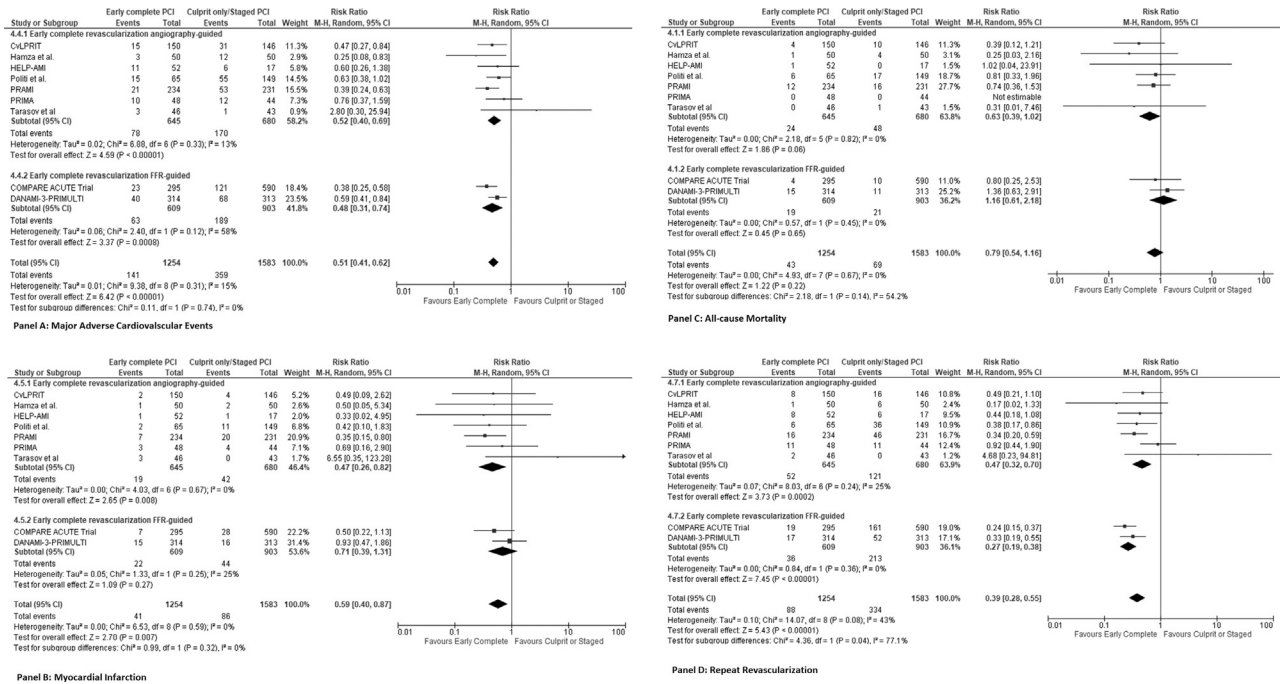 Early complete PCI Culprit only/Staged PCI Risk Ratio Risk Ratio
Study or Subgroup Events Total Events Total Weight M-H, Random, 95% CI M-H, Random, 95% CI
4.4.1 Early complete revascularization angiography-guided
CvLPRIT 15 150 31 146 11.3% 0.47 [0.27, 0.84]
Hamza et al. 3 50 12 50 3.4% 0.25 [0.08, 0.83]
HELP-AMI 11 52 6 17 5.8% 0.60 [0.26, 1.38]
Politi et al. 15 65 55 149 14.5% 0.63 [0.38, 1.02]
PRAMI 21 234 53 231 14.9% 0.39 [0.24, 0.63]
PRIMA 10 48 12 44 7.3% 0.76 [0.37, 1.59]
Tarasov et al 3 46 1 43 0.9% 2.80 [0.30, 25.94]
Subtotal (95% CI) 645 680 58.2% 0.52 [0.40, 0.69]
Total events 78 170
Heterogeneity: Tau² = 0.02; Chi² = 6.88, df = 6 (P = 0.33); I² = 13%
Test for overall effect: Z = 4.59 (P < 0.00001)
4.4.2 Early complete revascularization FFR-guided
COMPARE ACUTE Trial 23 295 121 590 18.4% 0.38 [0.25, 0.58]
DANAMI-3-PRIMULTI 40 314 68 313 23.5% 0.59 [0.41, 0.84]
Subtotal (95% CI) 609 903 41.8% 0.48 [0.31, 0.74]
Total events 63 189
Heterogeneity: Tau² = 0.06; Chi² = 2.40, df = 1 (P = 0.12); I² = 58%
Test for overall effect: Z = 3.37 (P = 0.0008)
Total (95% CI) 1254 1583 100.0% 0.51 [0.41, 0.62]
Total events 141 359
Heterogeneity: Tau² = 0.01; Chi² = 9.38, df = 8 (P = 0.31); I² = 15%
Test for overall effect: Z = 6.42 (P < 0.00001)
Test for subgroup differences: Chi² = 0.11, df = 1 (P = 0.74), I² = 0%
0.01 0.1 1 10 100
Favours Early Complete Favours Culprit or Staged
Panel A: Major Adverse Cardiovalscular Events
Early complete PCI Culprit only/Staged PCI Risk Ratio Risk Ratio
Study or Subgroup Events Total Events Total Weight M-H, Random, 95% CI M-H, Random, 95% CI
4.1.1 Early complete revascularization angiography-guided
CvLPRIT 4 150 10 146 11.3% 0.39 [0.12, 1.21]
Hamza et al. 1 50 4 50 3.2% 0.25 [0.03, 2.16]
HELP-AMI 1 52 0 17 1.5% 1.02 [0.04, 23.91]
Politi et al. 6 65 17 149 18.7% 0.81 [0.33, 1.96]
PRAMI 12 234 16 231 27.7% 0.74 [0.36, 1.53]
PRIMA 0 48 0 44 Not estimable
Tarasov et al 0 46 1 43 1.5% 0.31 [0.01, 7.46]
Subtotal (95% CI) 645 680 63.8% 0.63 [0.39, 1.02]
Total events 24 48
Heterogeneity: Tau² = 0.00; Chi² = 2.18, df = 5 (P = 0.82); I² = 0%
Test for overall effect: Z = 1.86 (P = 0.06)
4.1.2 Early complete revascularization FFR-guided
COMPARE ACUTE Trial 4 295 10 590 11.0% 0.80 [0.25, 2.53]
DANAMI-3-PRIMULTI 15 314 11 313 25.2% 1.36 [0.63, 2.91]
Subtotal (95% CI) 609 903 36.2% 1.16 [0.61, 2.18]
Total events 19 21
Heterogeneity: Tau² = 0.00; Chi² = 0.57, df = 1 (P = 0.45); I² = 0%
Test for overall effect: Z = 0.45 (P = 0.65)
Total (95% CI) 1254 1583 100.0% 0.79 [0.54, 1.16]
Total events 43 69
Heterogeneity: Tau² = 0.00; Chi² = 4.93, df = 7 (P = 0.67); I² = 0%
Test for overall effect: Z = 1.22 (P = 0.22)
Test for subgroup differences: Chi² = 2.18, df = 1 (P = 0.14), I² = 54.2%
0.01 0.1 1 10 100
Favours Early Complete Favours Culprit or Staged
Panel C: All-cause Mortality
Early complete PCI Culprit only/Staged PCI Risk Ratio Risk Ratio
Study or Subgroup Events Total Events Total Weight M-H, Random, 95% CI M-H, Random, 95% CI
4.5.1 Early complete revascularization angiography-guided
CvLPRIT 2 150 4 146 5.2% 0.49 [0.09, 2.62]
Hamza et al. 1 50 2 50 2.6% 0.50 [0.05, 5.34]
HELP-AMI 1 52 1 17 2.0% 0.33 [0.02, 4.95]
Politi et al. 2 65 11 149 6.8% 0.42 [0.10, 1.83]
PRAMI 7 234 20 231 20.9% 0.35 [0.15, 0.80]
PRIMA 3 48 4 44 7.1% 0.69 [0.16, 2.90]
Tarasov et al 3 46 0 43 1.7% 6.55 [0.35, 123.28]
Subtotal (95% CI) 645 680 46.4% 0.47 [0.26, 0.82]
Total events 19 42
Heterogeneity: Tau² = 0.00; Chi² = 4.03, df = 6 (P = 0.67); I² = 0%
Test for overall effect: Z = 2.65 (P = 0.008)
4.5.2 Early complete revascularization FFR-guided
COMPARE ACUTE Trial 7 295 28 590 22.2% 0.50 [0.22, 1.13]
DANAMI-3-PRIMULTI 15 314 16 313 31.4% 0.93 [0.47, 1.86]
Subtotal (95% CI) 609 903 53.6% 0.71 [0.39, 1.31]
Total events 22 44
Heterogeneity: Tau² = 0.05; Chi² = 1.33, df = 1 (P = 0.25); I² = 25%
Test for overall effect: Z = 1.09 (P = 0.27)
Total (95% CI) 1254 1583 100.0% 0.59 [0.40, 0.87]
Total events 41 86
Heterogeneity: Tau² = 0.00; Chi² = 6.53, df = 8 (P = 0.59); I² = 0%
Test for overall effect: Z = 2.70 (P = 0.007)
Test for subgroup differences: Chi² = 0.99, df = 1 (P = 0.32), I² = 0%
0.01 0.1 1 10 100
Favours Early Complete Favours Culprit or Staged
Panel B: Myocardial Infarction
Early complete PCI Culprit only/Staged PCI Risk Ratio Risk Ratio
Study or Subgroup Events Total Events Total Weight M-H, Random, 95% CI M-H, Random, 95% CI
4.7.1 Early complete revascularization angiography-guided
CvLPRIT 8 150 16 146 10.8% 0.49 [0.21, 1.10]
Hamza et al. 1 50 6 50 2.4% 0.17 [0.02, 1.33]
HELP-AMI 8 52 6 17 9.6% 0.44 [0.18, 1.08]
Politi et al. 6 65 36 149 11.1% 0.38 [0.17, 0.86]
PRAMI 16 234 46 231 17.4% 0.34 [0.20, 0.59]
PRIMA 11 48 11 44 11.5% 0.92 [0.44, 1.90]
Tarasov et al 2 46 0 43 1.2% 4.68 [0.23, 94.81]
Subtotal (95% CI) 645 680 63.9% 0.47 [0.32, 0.70]
Total events 52 121
Heterogeneity: Tau² = 0.07; Chi² = 8.03, df = 6 (P = 0.24); I² = 25%
Test for overall effect: Z = 3.73 (P = 0.0002)
4.7.2 Early complete revascularization FFR-guided
COMPARE ACUTE Trial 19 295 161 590 19.0% 0.24 [0.15, 0.37]
DANAMI-3-PRIMULTI 17 314 52 313 17.1% 0.33 [0.19, 0.55]
Subtotal (95% CI) 609 903 36.1% 0.27 [0.19, 0.38]
Total events 36 213
Heterogeneity: Tau² = 0.00; Chi² = 0.84, df = 1 (P = 0.36); I² = 0%
Test for overall effect: Z = 7.45 (P < 0.00001)
Total (95% CI) 1254 1583 100.0% 0.39 [0.28, 0.55]
Total events 88 334
Heterogeneity: Tau² = 0.10; Chi² = 14.07, df = 8 (P = 0.08); I² = 43%
Test for overall effect: Z = 5.43 (P < 0.00001)
Test for subgroup differences: Chi² = 4.36, df = 1 (P = 0.04), I² = 77.1%
0.01 0.1 1 10 100
Favours Early Complete Favours Culprit or Staged
Panel D: Repeat Revascularization